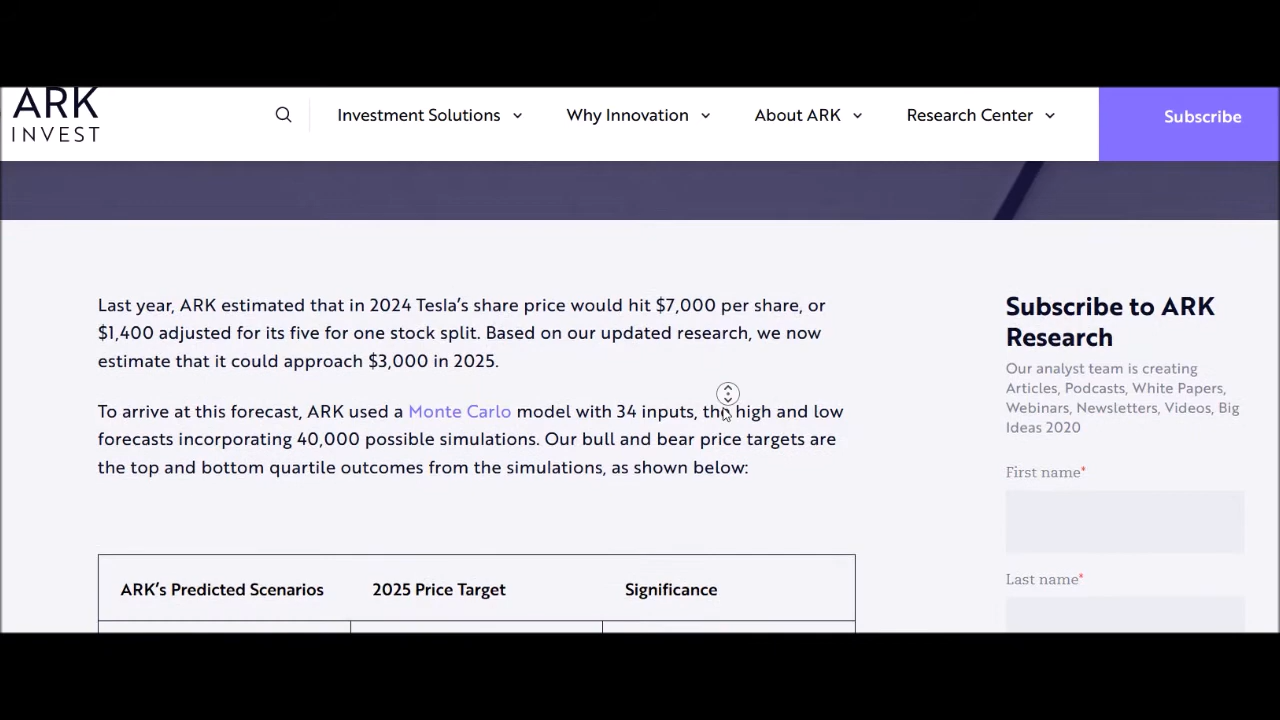 ARK
INVEST
Investment Solutions
Why Innovation
About ARK
Research Center
Subscribe
Last year, ARK estimated that in 2024 Tesla’s share price would hit $7,000 per share, or
$1,400 adjusted for its five for one stock split. Based on our updated research, we now
estimate that it could approach $3,000 in 2025.
To arrive at this forecast, ARK used a Monte Carlo model with 34 inputs, the high and low
forecasts incorporating 40,000 possible simulations. Our bull and bear price targets are
the top and bottom quartile outcomes from the simulations, as shown below:
ARK’s Predicted Scenarios
2025 Price Target
Significance
Subscribe to ARK
Research
Our analyst team is creating
Articles, Podcasts, White Papers,
Webinars, Newsletters, Videos, Big
Ideas 2020
First name*
Last name*